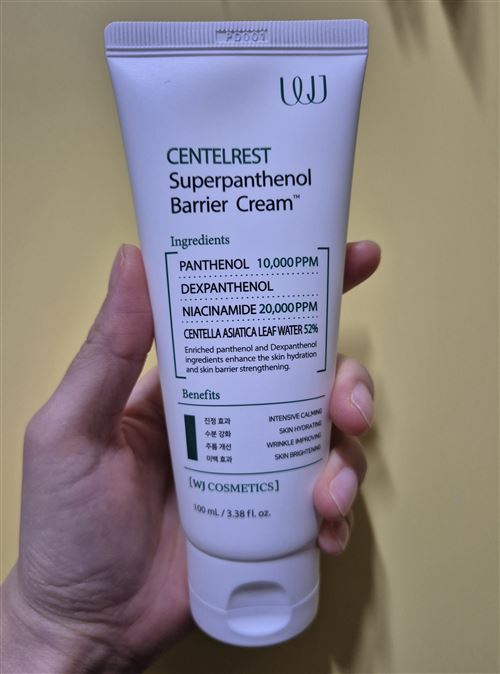 PD001
WJ
CENTELREST
Superpanthenol
Barrier Cream™
Ingredients
PANTHENOL 10,000 PPM
DEXPANTHENOL
NIACINAMIDE 20,000 PPM
CENTELLA ASIATICA LEAF WATER 52%
Enriched panthenol and Dexpanthenol
ingredients enhance the skin hydration
and skin barrier strengthening.
Benefits
진정 효과 INTENSIVE CALMING
수분 강화 SKIN HYDRATING
주름 개선 WRINKLE IMPROVING
미백 효과 SKIN BRIGHTENING
[WJ COSMETICS]
100 mL / 3.38 fl. oz.